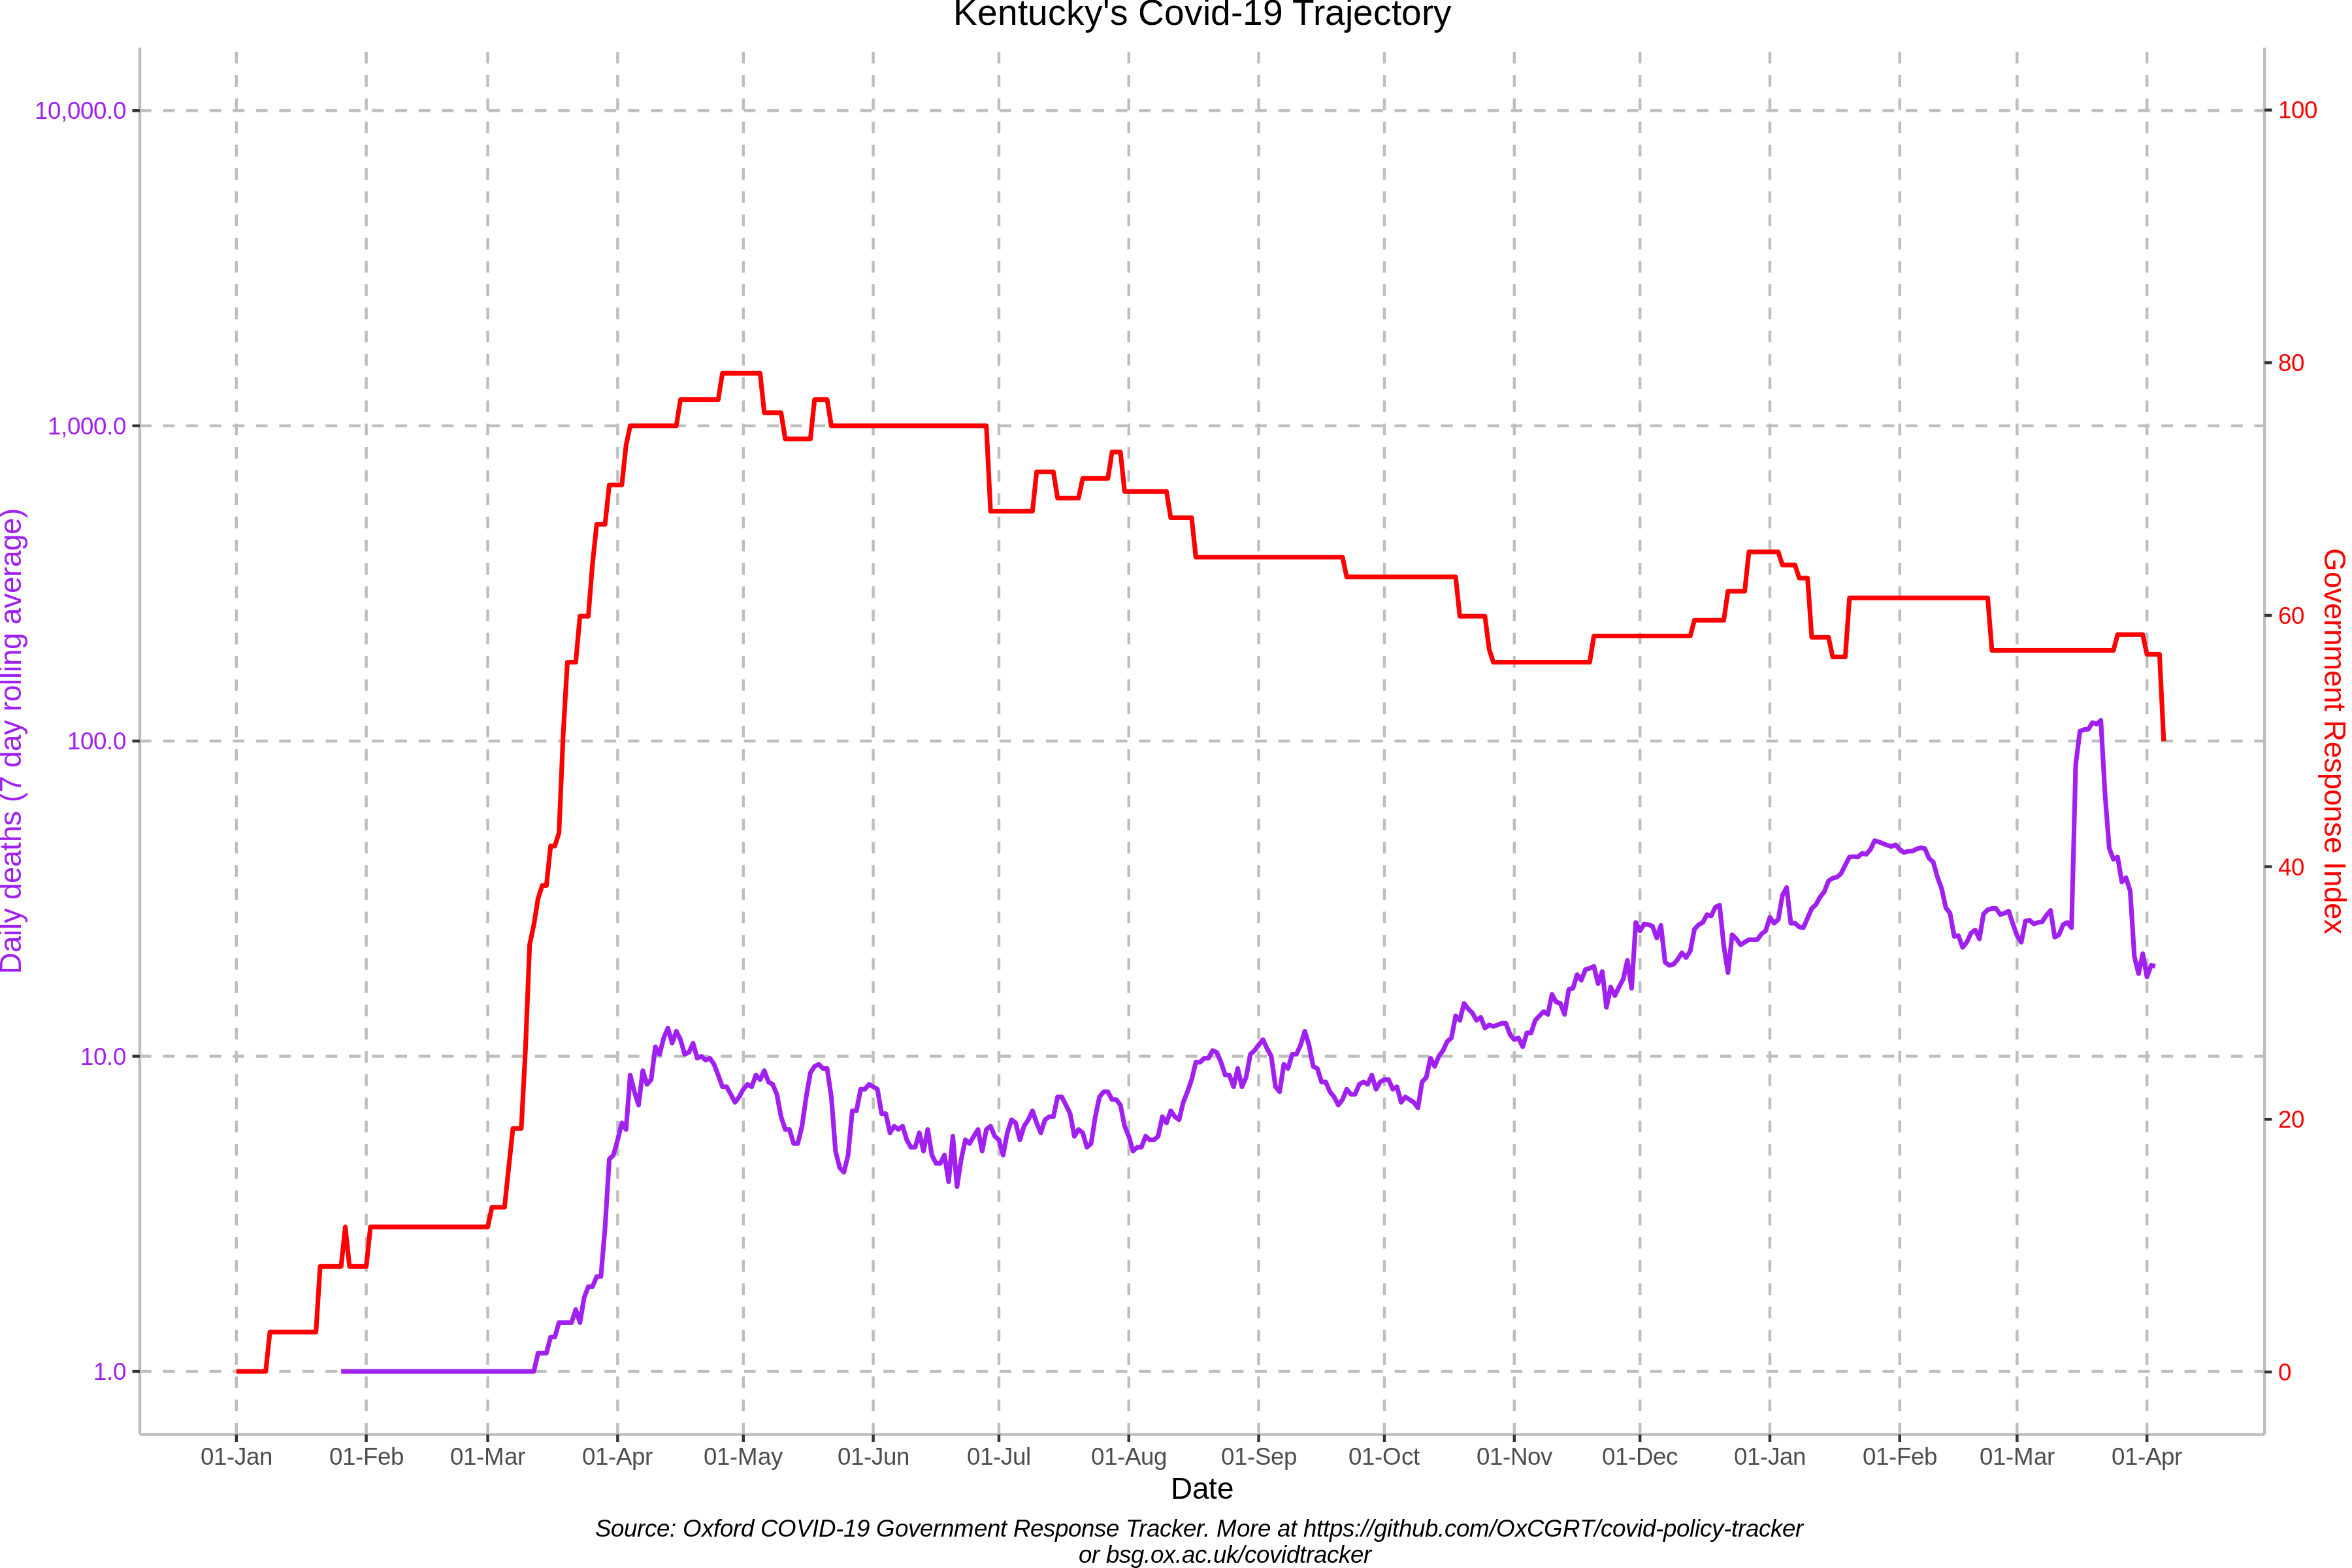 Kentucky's Covid-19 Trajectory
10,000.0
1,000.0
100.0
10.0
1.0
Daily deaths (7 day rolling average)
100
80
60
40
20
0
Government Response Index
01-Jan 01-Feb 01-Mar 01-Apr 01-May 01-Jun 01-Jul 01-Aug 01-Sep 01-Oct 01-Nov 01-Dec 01-Jan 01-Feb 01-Mar 01-Apr
Date
Source: Oxford COVID-19 Government Response Tracker. More at https://github.com/OxCGRT/covid-policy-tracker
or bsg.ox.ac.uk/covidtracker